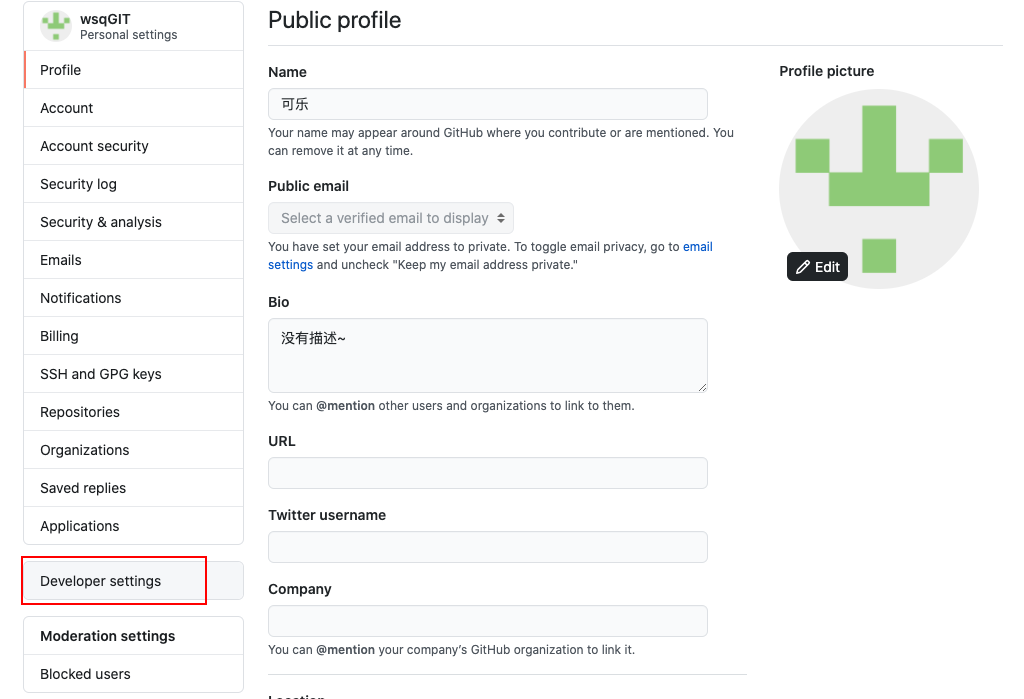 wsqGIT
Personal settings
Profile
Account
Account security
Security log
Security & analysis
Emails
Notifications
Billing
SSH and GPG keys
Repositories
Organizations
Saved replies
Applications
Developer settings
Moderation settings
Blocked users
Public profile
Name
可乐
Your name may appear around GitHub where you contribute or are mentioned. You
can remove it at any time.
Public email
Select a verified email to display
You have set your email address to private. To toggle email privacy, go to email
settings and uncheck "Keep my email address private."
Bio
没有描述~
You can @mention other users and organizations to link to them.
URL
Twitter username
Company
You can @mention your company’s GitHub organization to link it.
Location
Profile picture
Edit